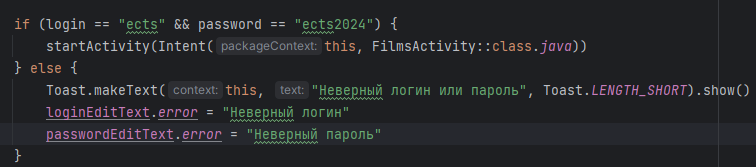 if (login == "ects" && password == "ects2024") {
startActivity(Intent( packageContext: this, FilmsActivity::class.java))
} else {
Toast.makeText( context: this, text: "Неверный логин или пароль", Toast.LENGTH_SHORT).show()
loginEditText.error = "Неверный логин"
passwordEditText.error = "Неверный пароль"
}